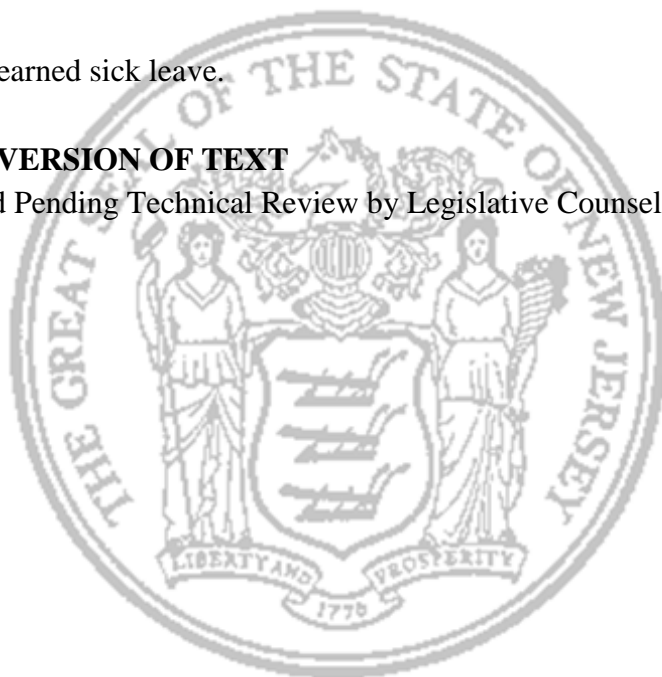 earned sick leave.
VERSION OF TEXT
d Pending Technical Review by Legislative Counsel
THE GREAT SEAL OF THE STATE OF NEW JERSEY
LIBERTY AND PROSPERITY
1776